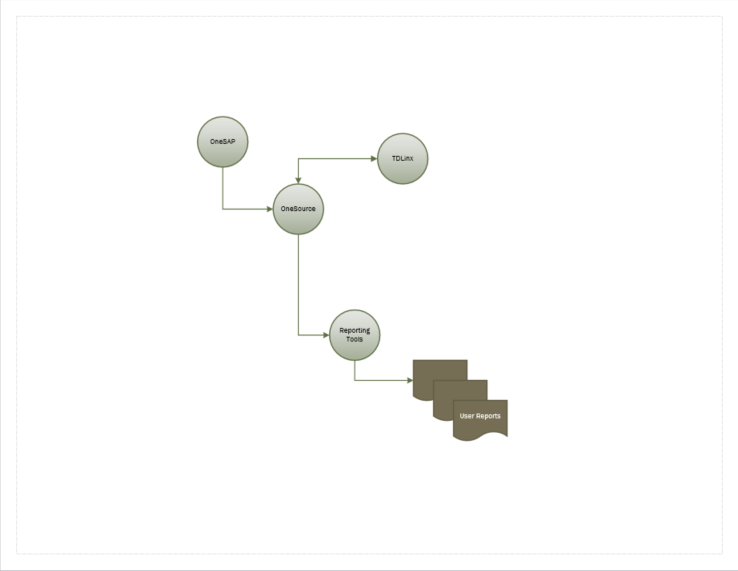 OneSAP
TDLinx
OneSource
Reporting
Tools
User Reports